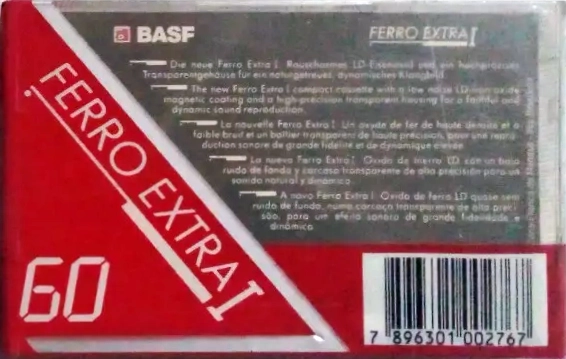 BASF
FERRO EXTRA I
Die neue Ferro Extra I. Rauscharmes LD-Eisenoxid und ein hochpräzises
Transparentgehäuse für ein naturgetreues, dynamisches Klangbild.
The new Ferro Extra I compact cassette with a low noise LD iron oxide
magnetic coating and a high-precision transparent housing for a faithful and
dynamic sound reproduction.
La nouvelle Ferro Extra I. Un oxyde de fer de haute densité et à
faible bruit et un boîtier transparent de haute précision, pour une repro-
duction sonore de grande fidélité et de dynamique élevée.
La nueva Ferro Extra I. Oxido de hierro LD con un bajo
ruido de fondo y carcasa transparente de alta precisión para un
sonido natural y dinámico.
A nova Ferro Extra I. Óxido de ferro LD quase sem
ruído de fundo, numa carcaça transparente de alta preci-
são, para um efeito sonoro de grande fidelidade e
dinâmica.
FERRO EXTRA I
60
7 896301 002767